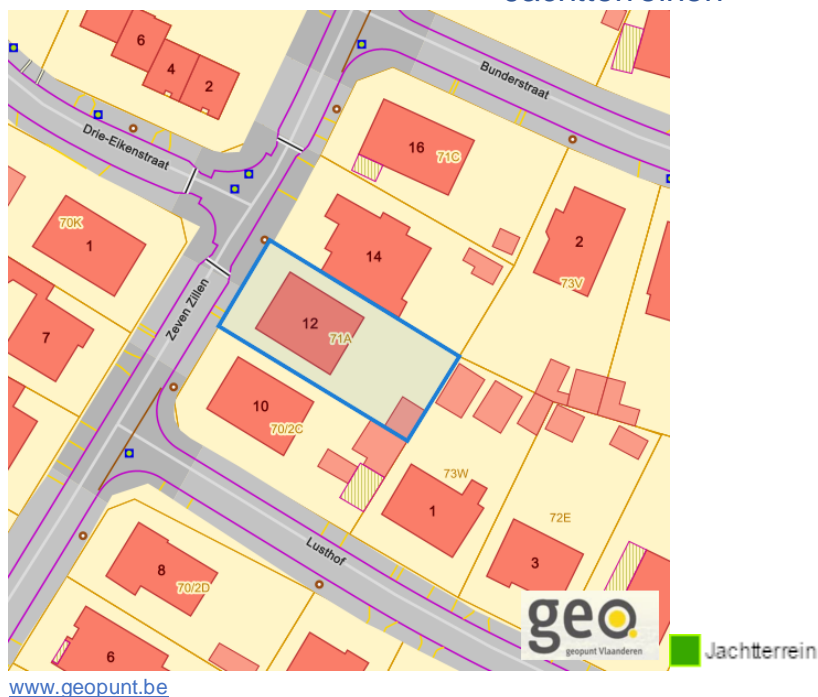 6
4
2
Bunderstraat
Drie-Eikenstraat
16
71C
70K
1
2
14
73V
Zeven Zillen
12
71A
7
10
70/2C
73W
1
72E
Lusthof
3
8
70/2D
6
geo.
geopunt Vlaanderen
Jachtterrein
www.geopunt.be